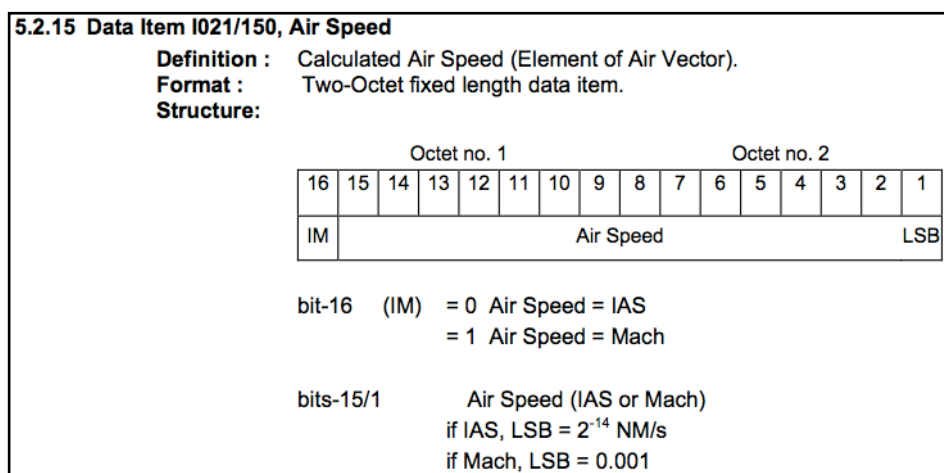 5.2.15 Data Item I021/150, Air Speed
Definition : Calculated Air Speed (Element of Air Vector).
Format : Two-Octet fixed length data item.
Structure:
Octet no. 1 Octet no. 2
16 15 14 13 12 11 10 9 8 7 6 5 4 3 2 1
IM Air Speed LSB
bit-16 (IM) = 0 Air Speed = IAS
= 1 Air Speed = Mach
bits-15/1 Air Speed (IAS or Mach)
if IAS, LSB = 2⁻¹⁴ NM/s
if Mach, LSB = 0.001